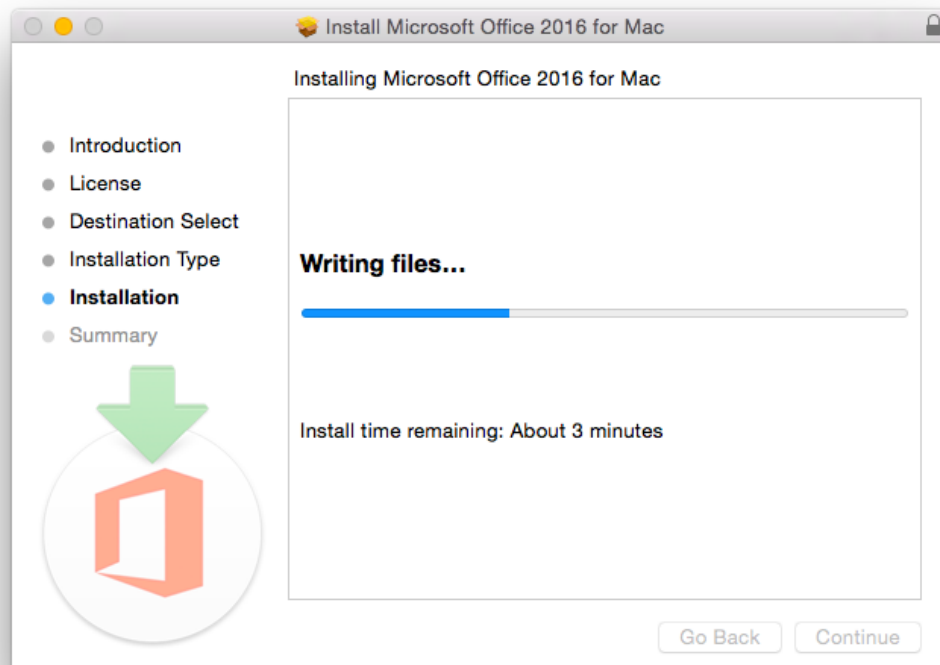 Install Microsoft Office 2016 for Mac
Installing Microsoft Office 2016 for Mac
Introduction
License
Destination Select
Installation Type
Installation
Summary
Writing files...
Install time remaining: About 3 minutes
Go Back
Continue